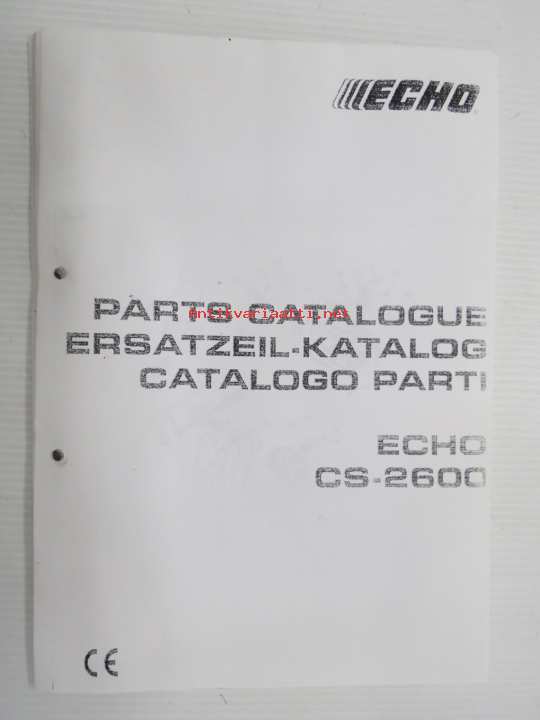 ECHO
PARTS CATALOGUE
Antikvariaatti.net
ERSATZEIL-KATALOG
CATALOGO PARTI
ECHO
CS-2600
CE